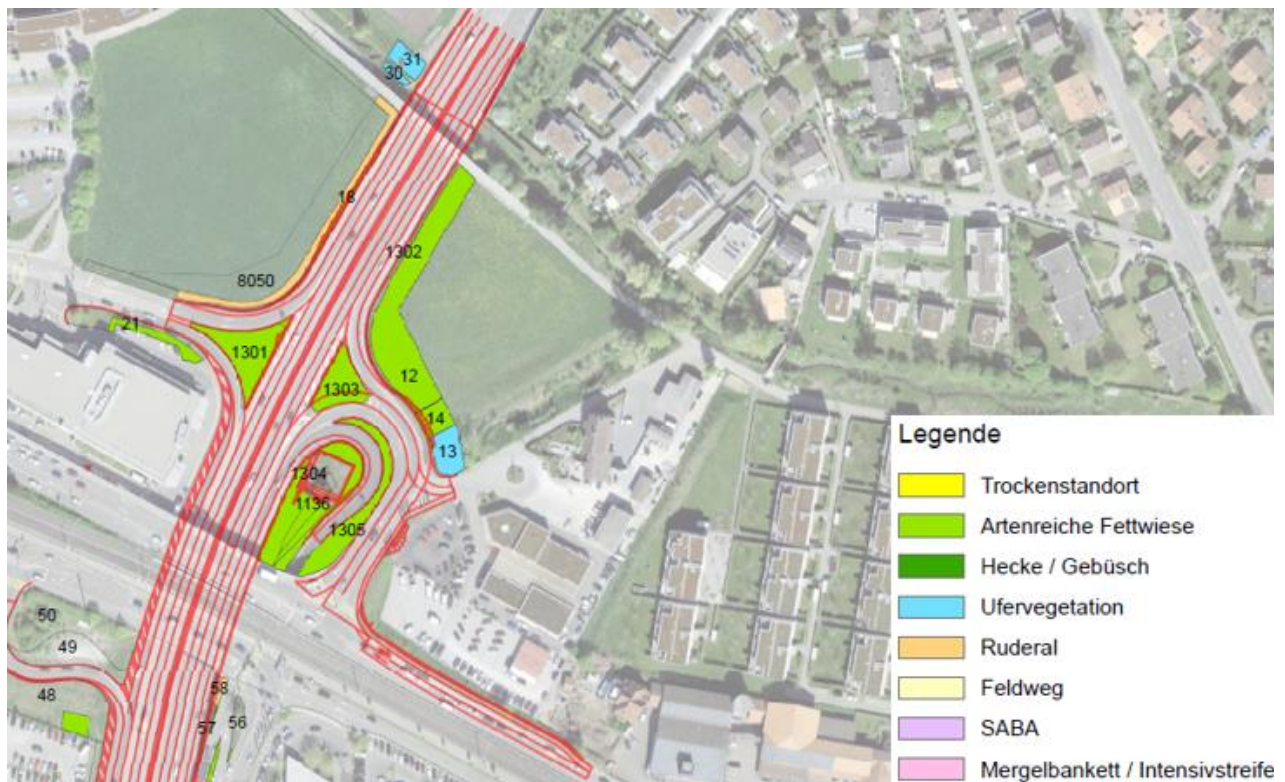 31
30
18
1302
8050
21
1301
12
1303
14
13
1304
1136
1305
50
49
48
58
56
57
Legende
Trockenstandort
Artenreiche Fettwiese
Hecke / Gebüsch
Ufervegetation
Ruderal
Feldweg
SABA
Mergelbankett / Intensivstreife